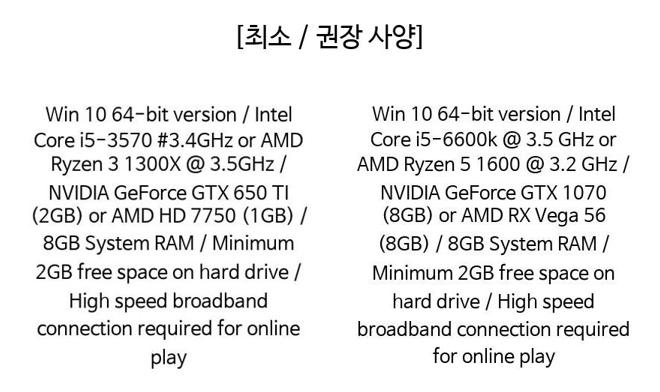 [최소 / 권장 사양]
Win 10 64-bit version / Intel
Core i5-3570 #3.4GHz or AMD
Ryzen 3 1300X @ 3.5GHz /
NVIDIA GeForce GTX 650 TI
(2GB) or AMD HD 7750 (1GB) /
8GB System RAM / Minimum
2GB free space on hard drive /
High speed broadband
connection required for online
play
Win 10 64-bit version / Intel
Core i5-6600k @ 3.5 GHz or
AMD Ryzen 5 1600 @ 3.2 GHz /
NVIDIA GeForce GTX 1070
(8GB) or AMD RX Vega 56
(8GB) / 8GB System RAM /
Minimum 2GB free space on
hard drive / High speed
broadband connection required
for online play